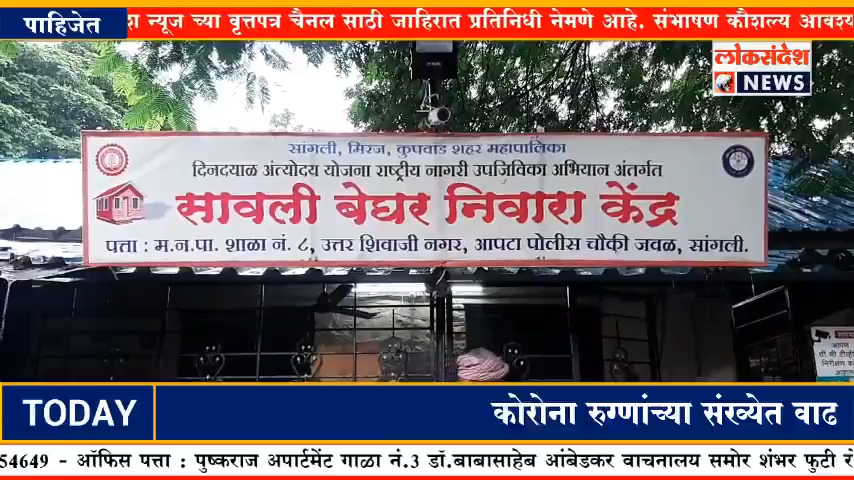 पाहिजेत
न्यूज च्या वृत्तपत्र चैनल साठी जाहिरात प्रतिनिधी नेमणे आहे. संभाषण कौशल्य
लोकसंदेश
NEWS
सांगली, मिरज, कुपवाड शहर महापालिका
दिनदयाळ अंत्योदय योजना राष्ट्रीय नागरी उपजिविका अभियान अंतर्गत
सावली बेघर निवारा केंद्र
पत्ता : म.न.पा. शाळा नं. ८, उत्तर शिवाजी नगर, आपटा पोलीस चौकी जवळ, सांगली.
आपण
सी सी टीव्ही
TODAY
कोरोना रुग्णांच्या संख्येत वाढ
54649 - ऑफिस पत्ता : पुष्कराज अपार्टमेंट गाळा नं.3 डॉ.बाबासाहेब आंबेडकर वाचनालय समोर शंभर फुटी